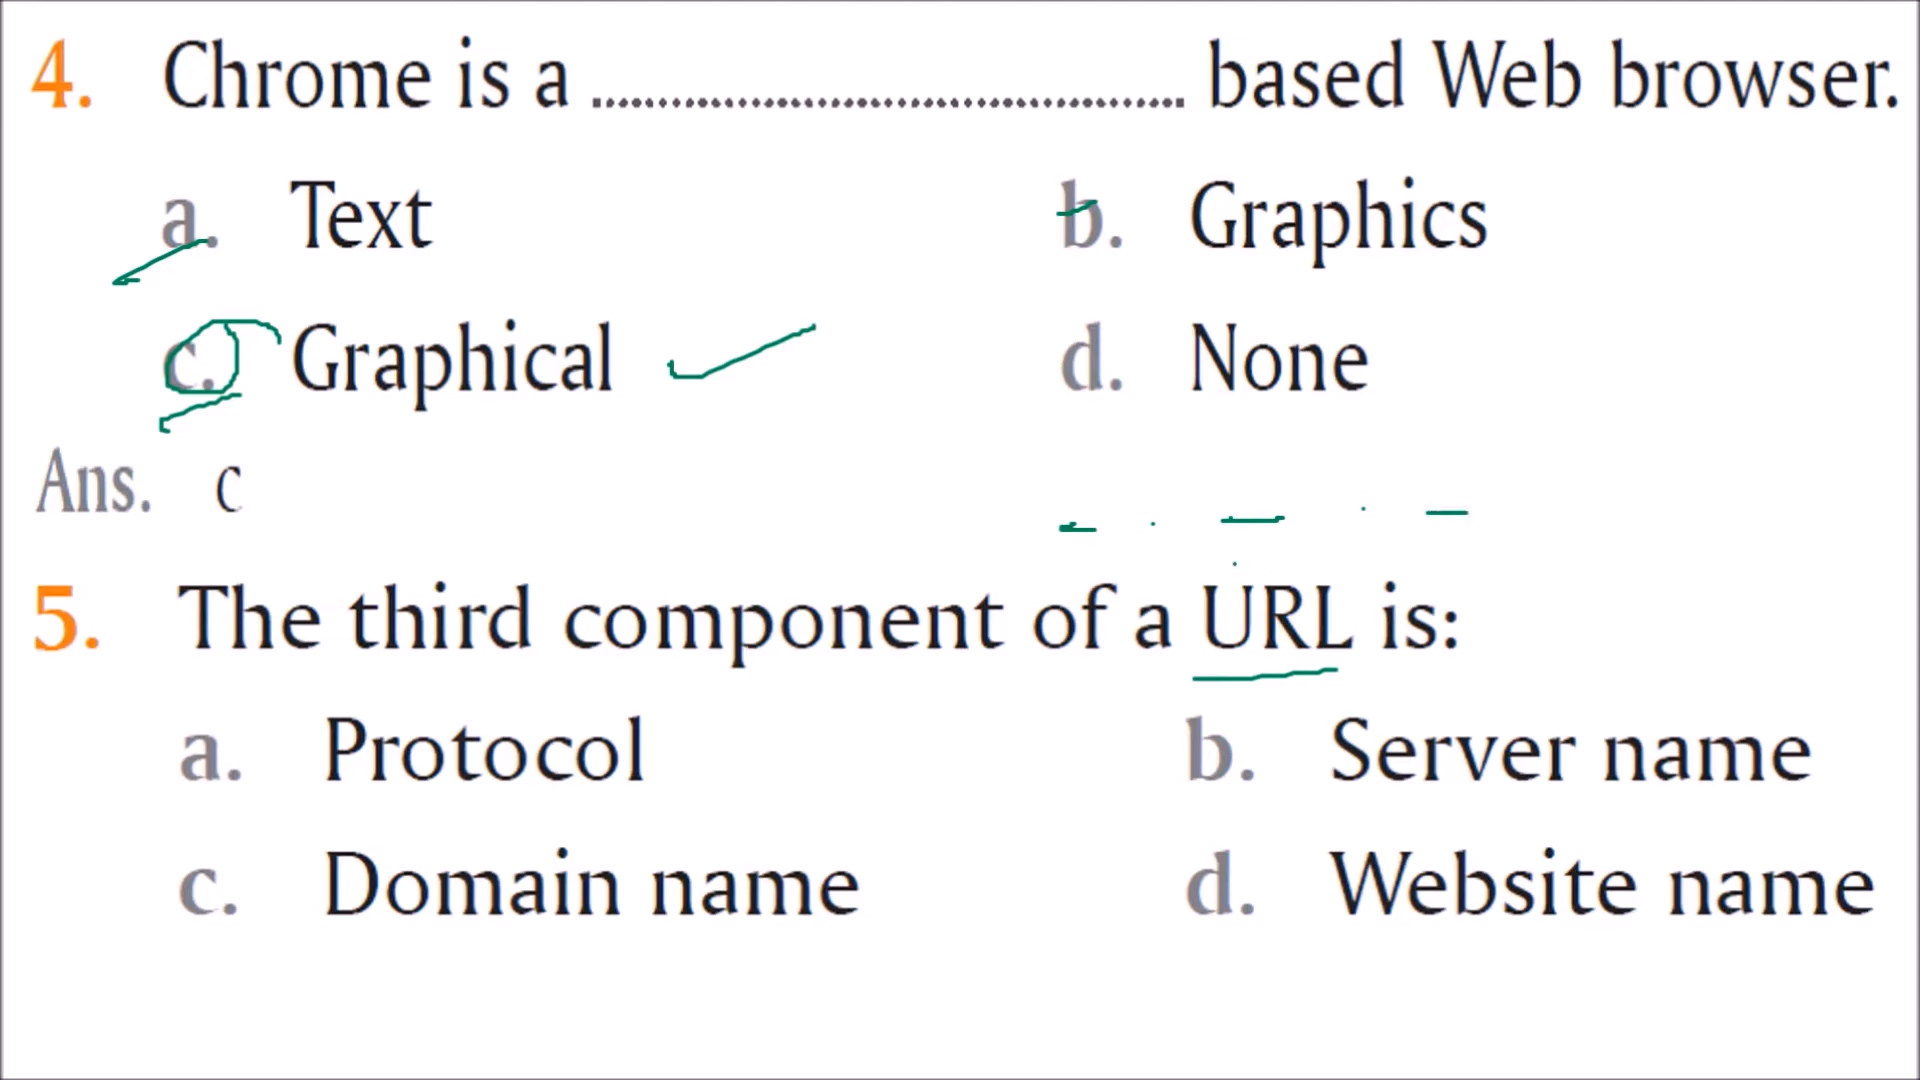 4. Chrome is a ................................................ based Web browser.
a. Text b. Graphics
c. Graphical d. None
Ans. C
5. The third component of a URL is:
a. Protocol b. Server name
c. Domain name d. Website name